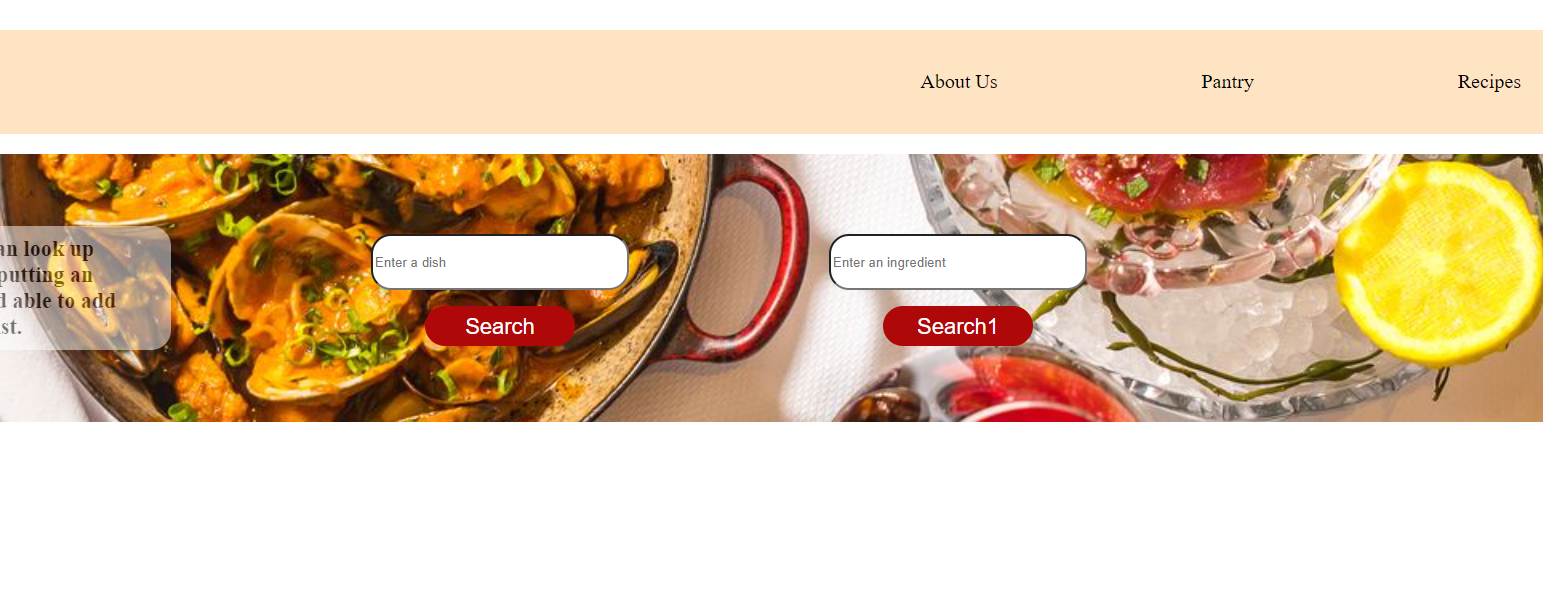 About Us
Pantry
Recipes
an look up
putting an
d able to add
st.
Enter a dish
Search
Enter an ingredient
Search1